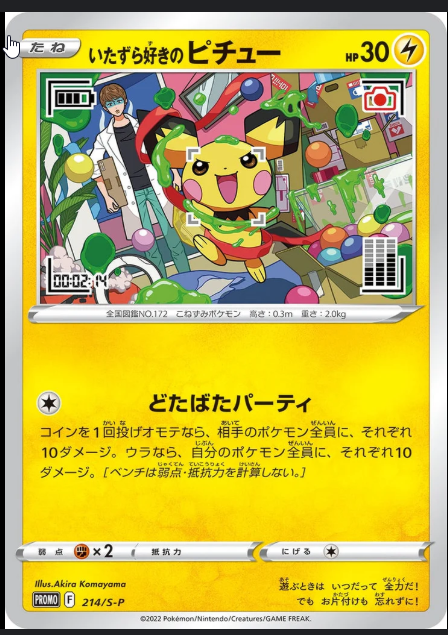 たね いたずら好きのピチュー HP30
00:02:14
全国図鑑NO.172 こねずみポケモン 高さ:0.3m 重さ:2.0kg
どたばたパーティ
コインを1回投げオモテなら、相手のポケモン全員に、それぞれ
10ダメージ。ウラなら、自分のポケモン全員に、それぞれ10
ダメージ。[ベンチは弱点・抵抗力を計算しない。]
弱点 ×2 抵抗力 にげる
Illus.Akira Komayama
遊ぶときは いつだって 全力だ!
PROMO F 214/S-P
でも お片付けも 忘れずに!
©2022 Pokémon/Nintendo/Creatures/GAME FREAK.